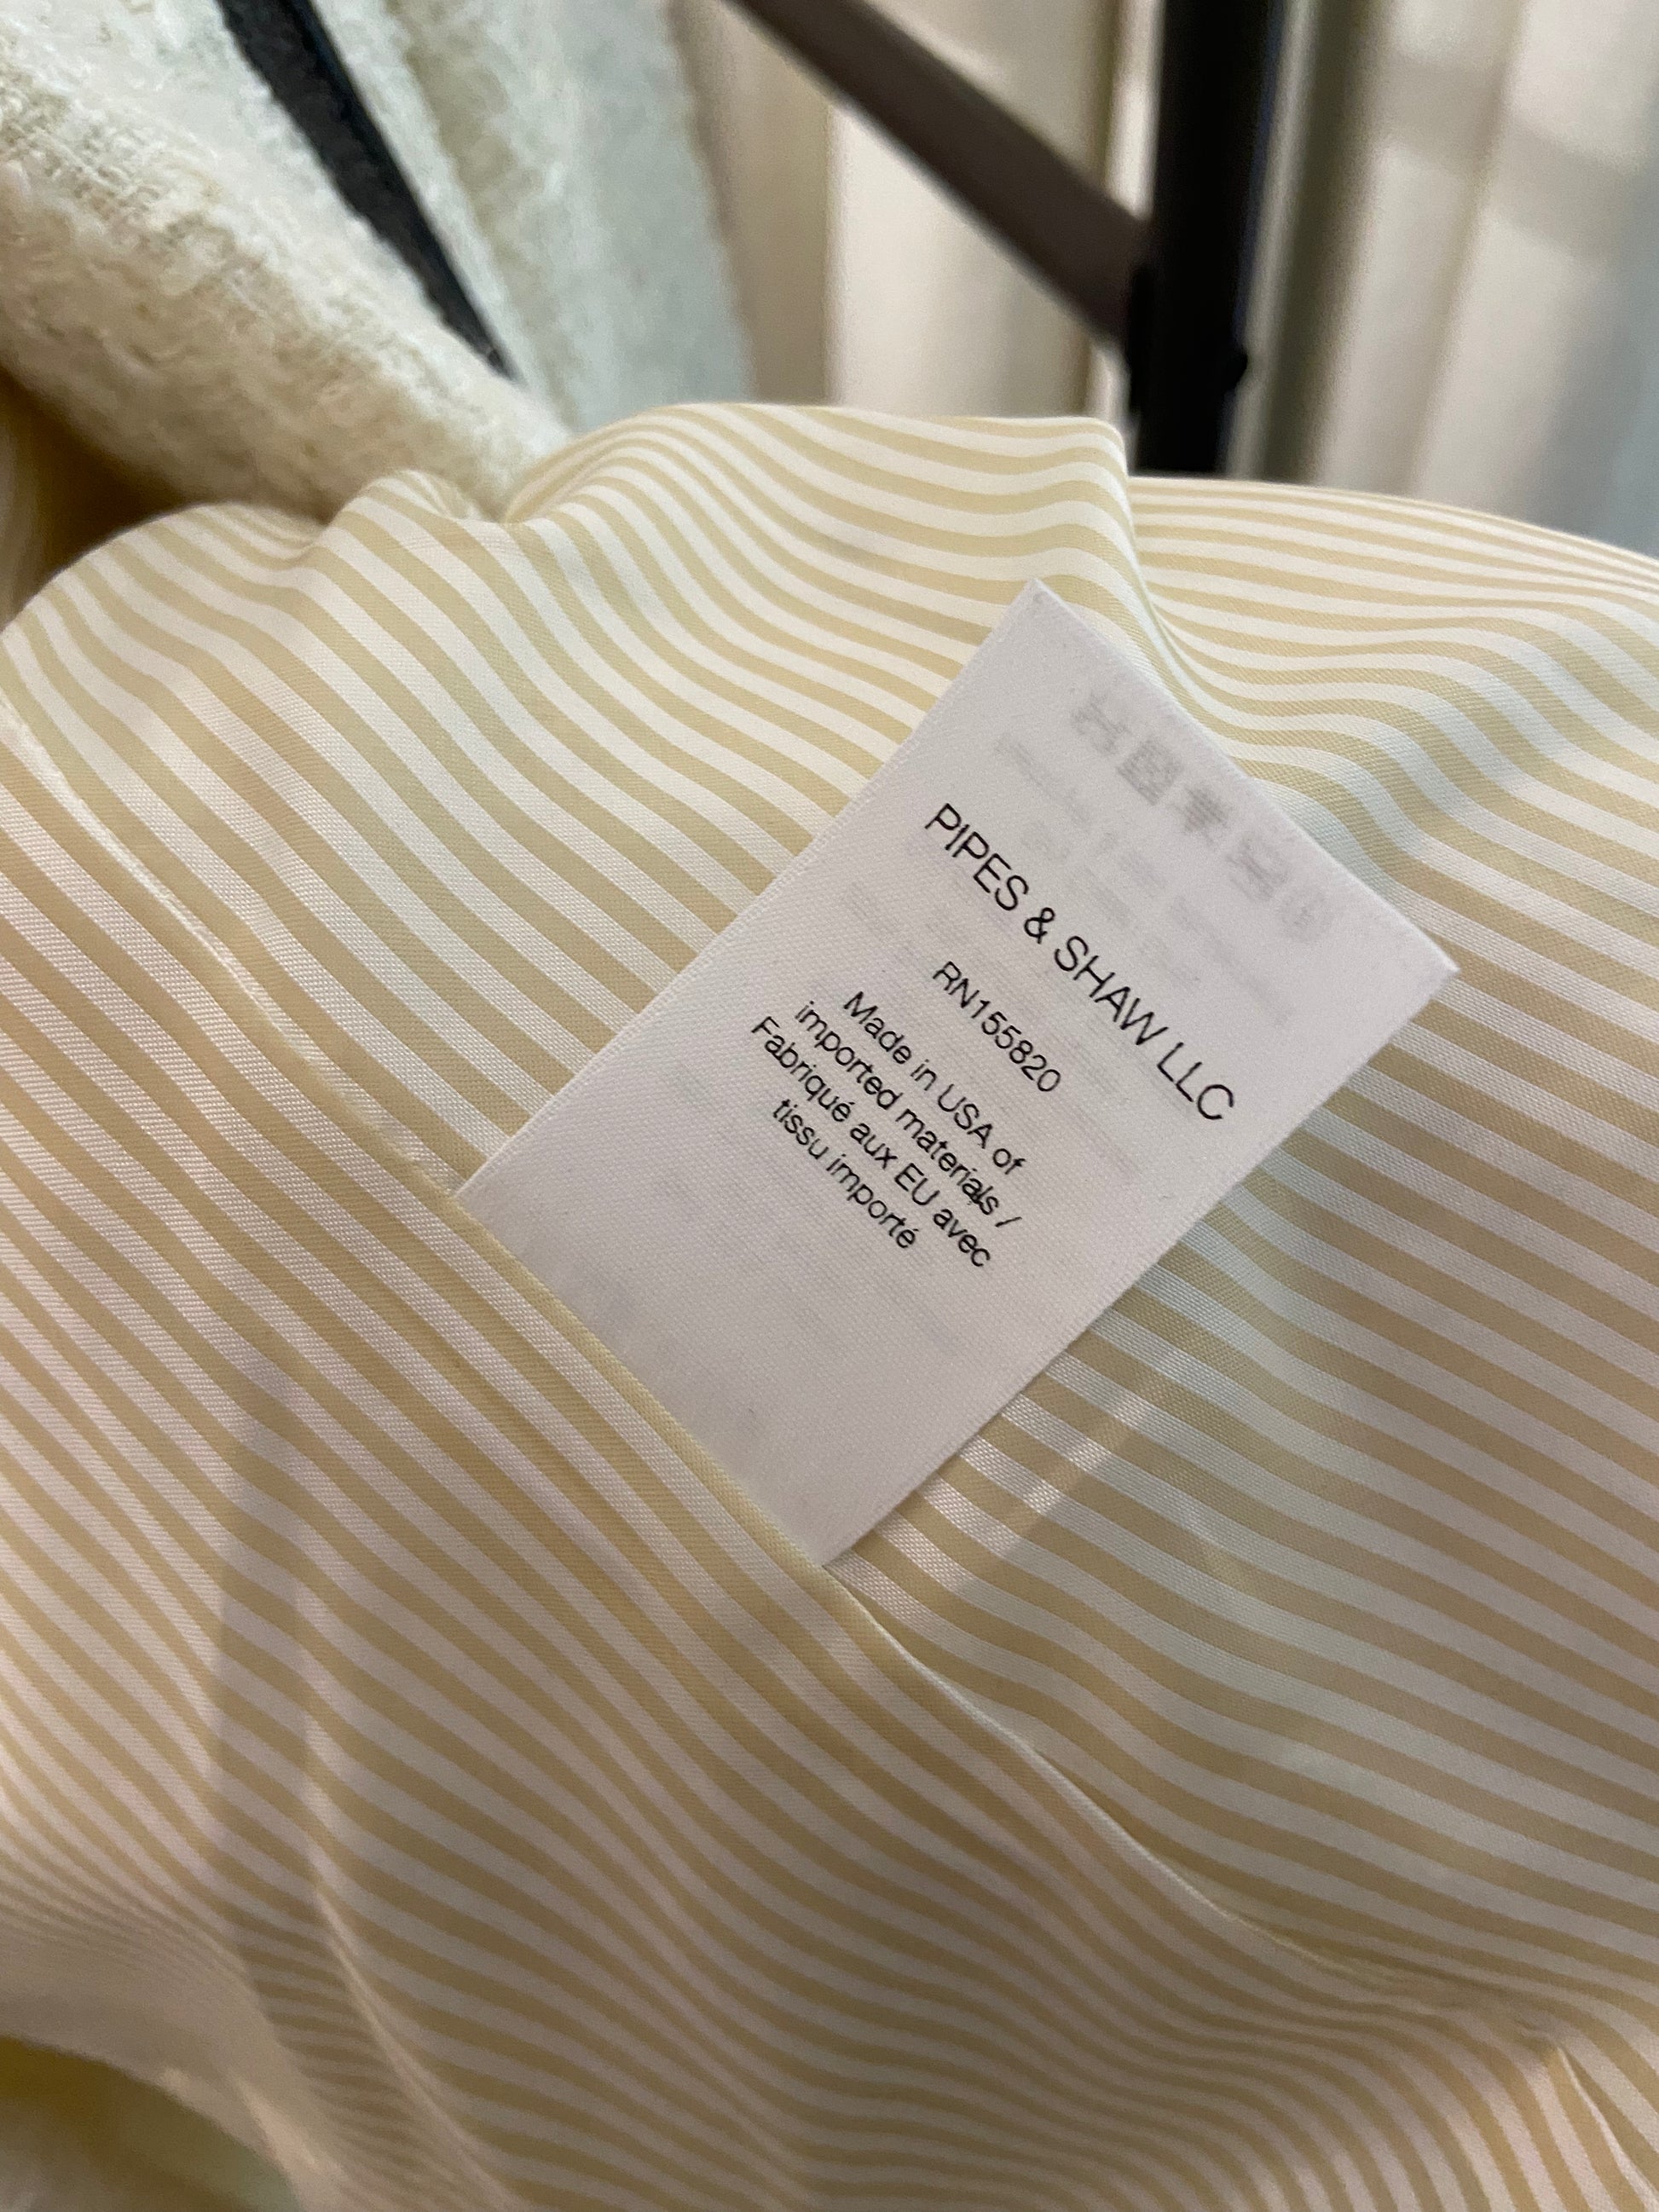 PIPES & SHAW LLC
RN155820
Made in USA of
imported materials /
Fabriqué aux EU avec
tissu importé